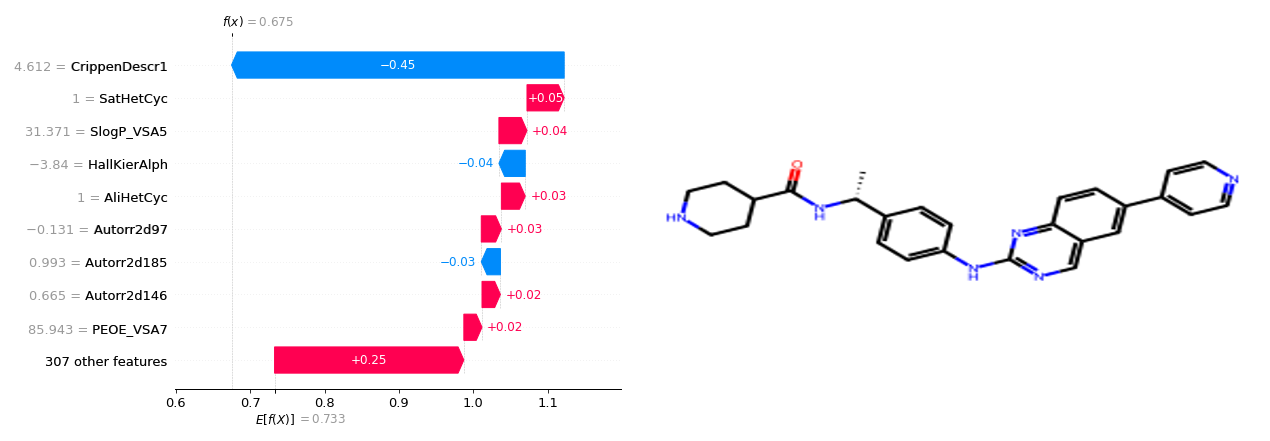 f(x) = 0.675
4.612 = CrippenDescr1
−0.45
1 = SatHetCyc
+0.05
31.371 = SlogP_VSA5
+0.04
−3.84 = HallKierAlph
−0.04
1 = AliHetCyc
+0.03
−0.131 = Autorr2d97
+0.03
0.993 = Autorr2d185
−0.03
0.665 = Autorr2d146
+0.02
85.943 = PEOE_VSA7
+0.02
307 other features
+0.25
0.6 0.7 0.8 0.9 1.0 1.1
E[f(X)] = 0.733
HN
O
N
H
N
H
N
N
N